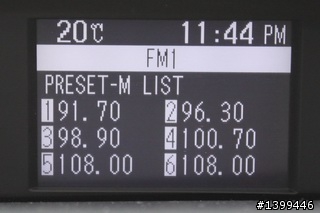 20℃ 11:44 PM
FM1
PRESET-M LIST
1 91.70 2 96.30
3 98.90 4 100.70
5 108.00 6 108.00
#1399446